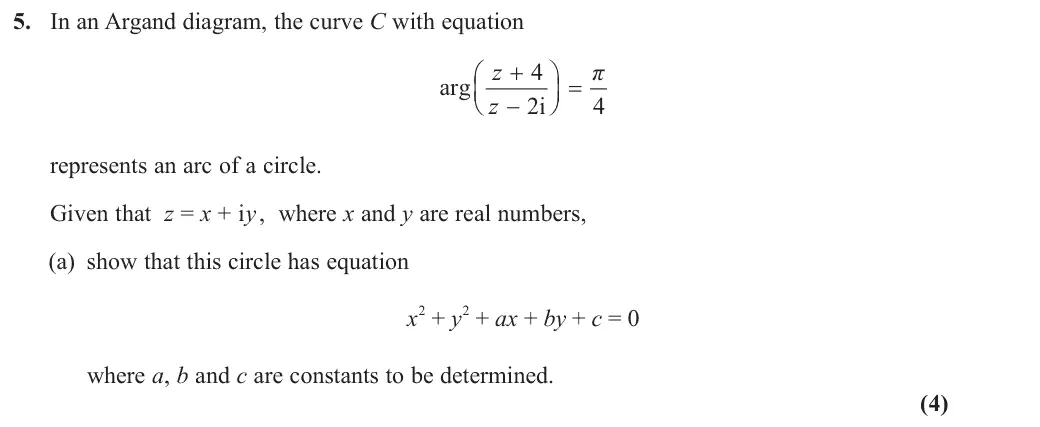 5. In an Argand diagram, the curve C with equation
arg((z + 4)/(z − 2i)) = π/4
represents an arc of a circle.
Given that z = x + iy, where x and y are real numbers,
(a) show that this circle has equation
x² + y² + ax + by + c = 0
where a, b and c are constants to be determined.
(4)